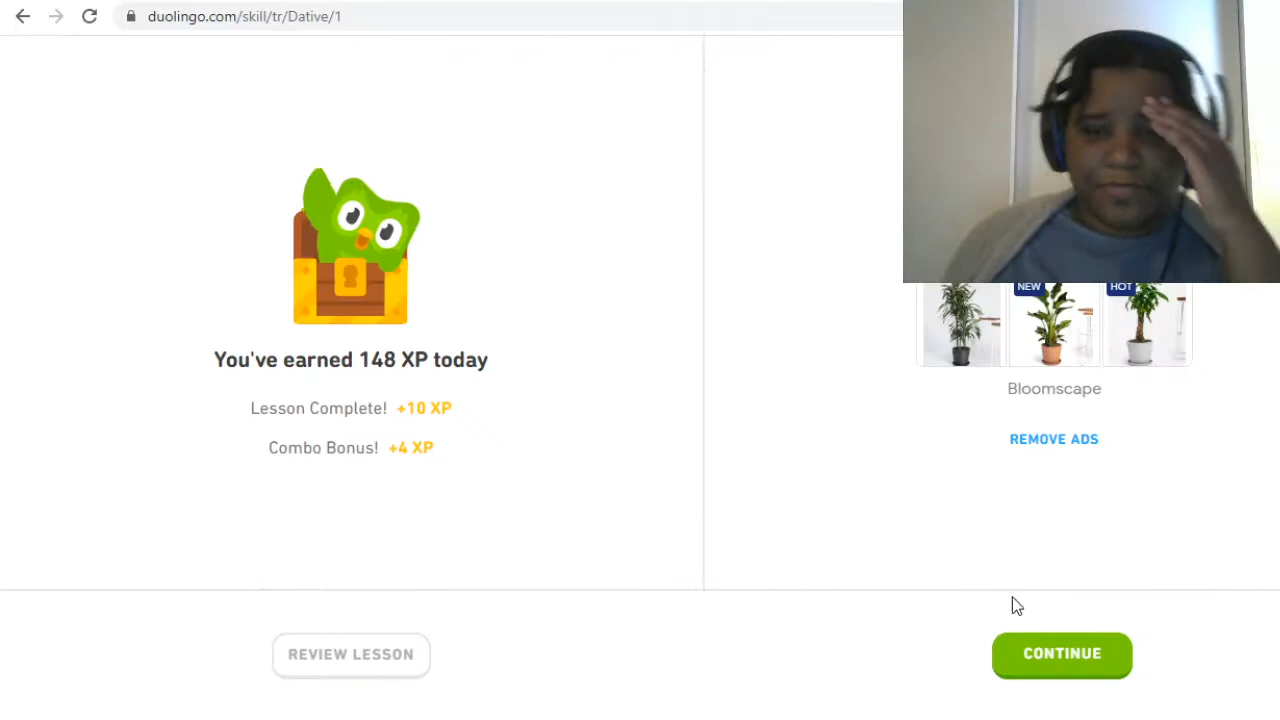 duolingo.com/skill/tr/Dative/1
You've earned 148 XP today
Lesson Complete! +10 XP
Combo Bonus! +4 XP
NEW
HOT
Bloomscape
REMOVE ADS
REVIEW LESSON
CONTINUE